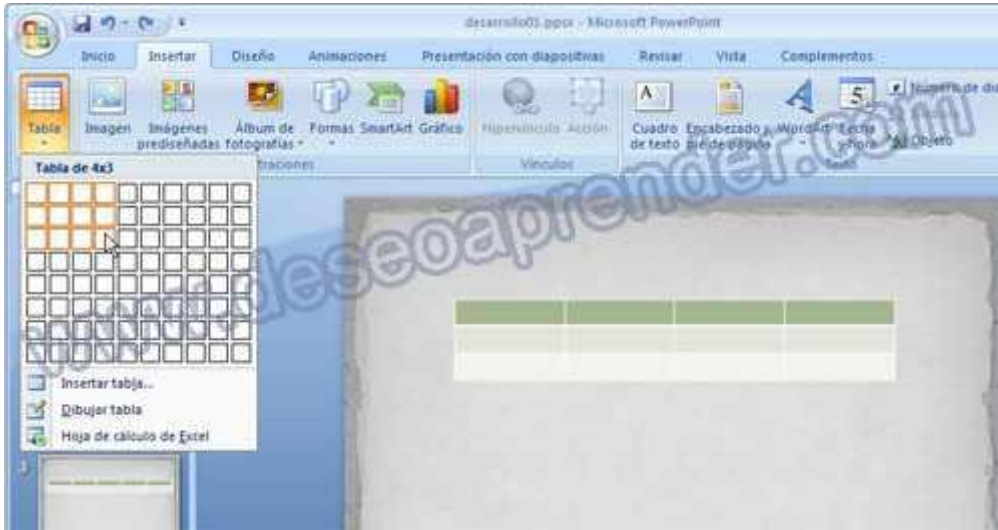 desarrollo01.ppsx - Microsoft PowerPoint
Inicio Insertar Diseño Animaciones Presentación con diapositivas Revisar Vista Complementos
Número de
Tabla Imagen Imágenes prediseñadas Álbum de fotografías Formas SmartArt Gráfico Hipervínculo Acción Cuadro de texto Encabezado y pie de página WordArt Fecha y hora Objeto
Vínculos Texto
Tabla de 4x3
Insertar tabla...
Dibujar tabla
Hoja de cálculo de Excel
www.deseoaprender.com